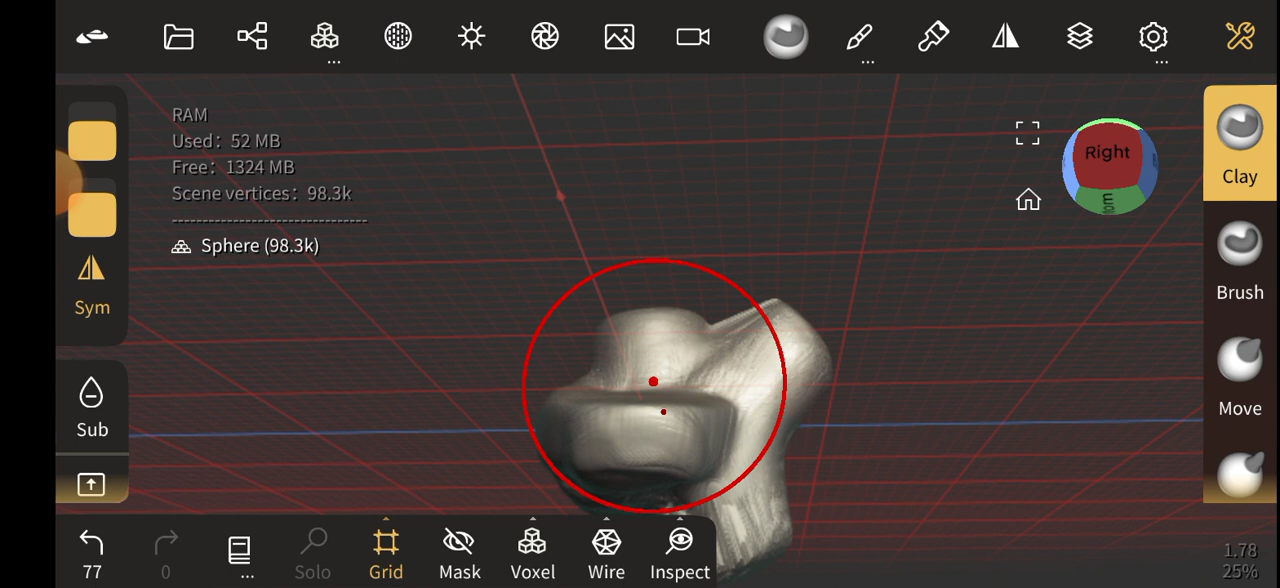 RAM
Used: 52 MB
Free: 1324 MB
Scene vertices: 98.3k
--------------------------------
Sphere (98.3k)
Right
Clay
Brush
Move
Sym
Sub
77
0
...
Solo
Grid
Mask
Voxel
Wire
Inspect
1.78
25%